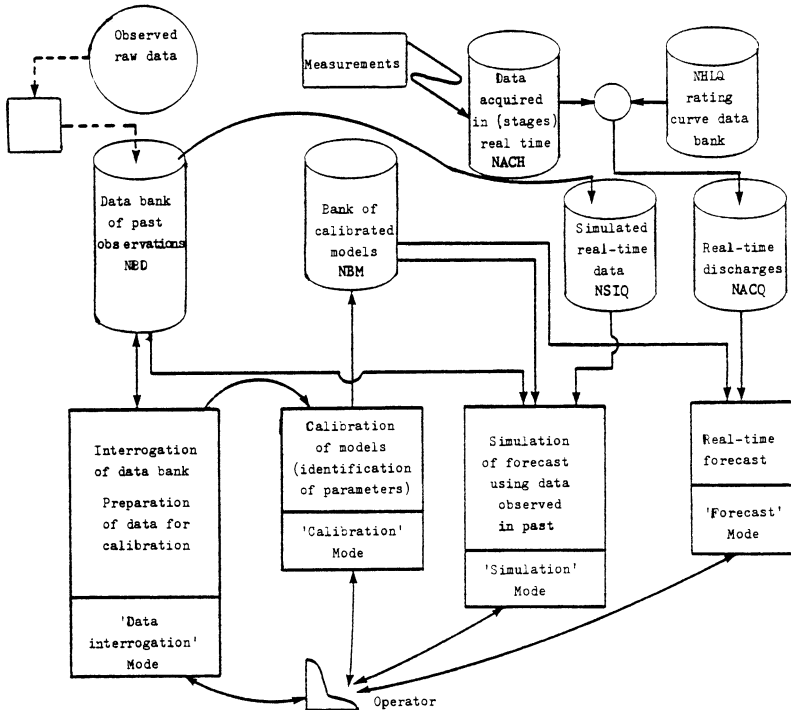 Observed
raw data
Measurements
Data
acquired
in (stages)
real time
NACH
NHLQ
rating
curve data
bank
Data bank
of past
observations
NBD
Bank of
calibrated
models
NBM
Simulated
real-time
data
NSIQ
Real-time
discharges
NACQ
Interrogation
of data bank
Preparation
of data for
calibration
'Data
interrogation'
Mode
Calibration
of models
(identification
of parameters)
'Calibration'
Mode
Simulation
of forecast
using data
observed
in past
'Simulation'
Mode
Real-time
forecast
'Forecast'
Mode
Operator